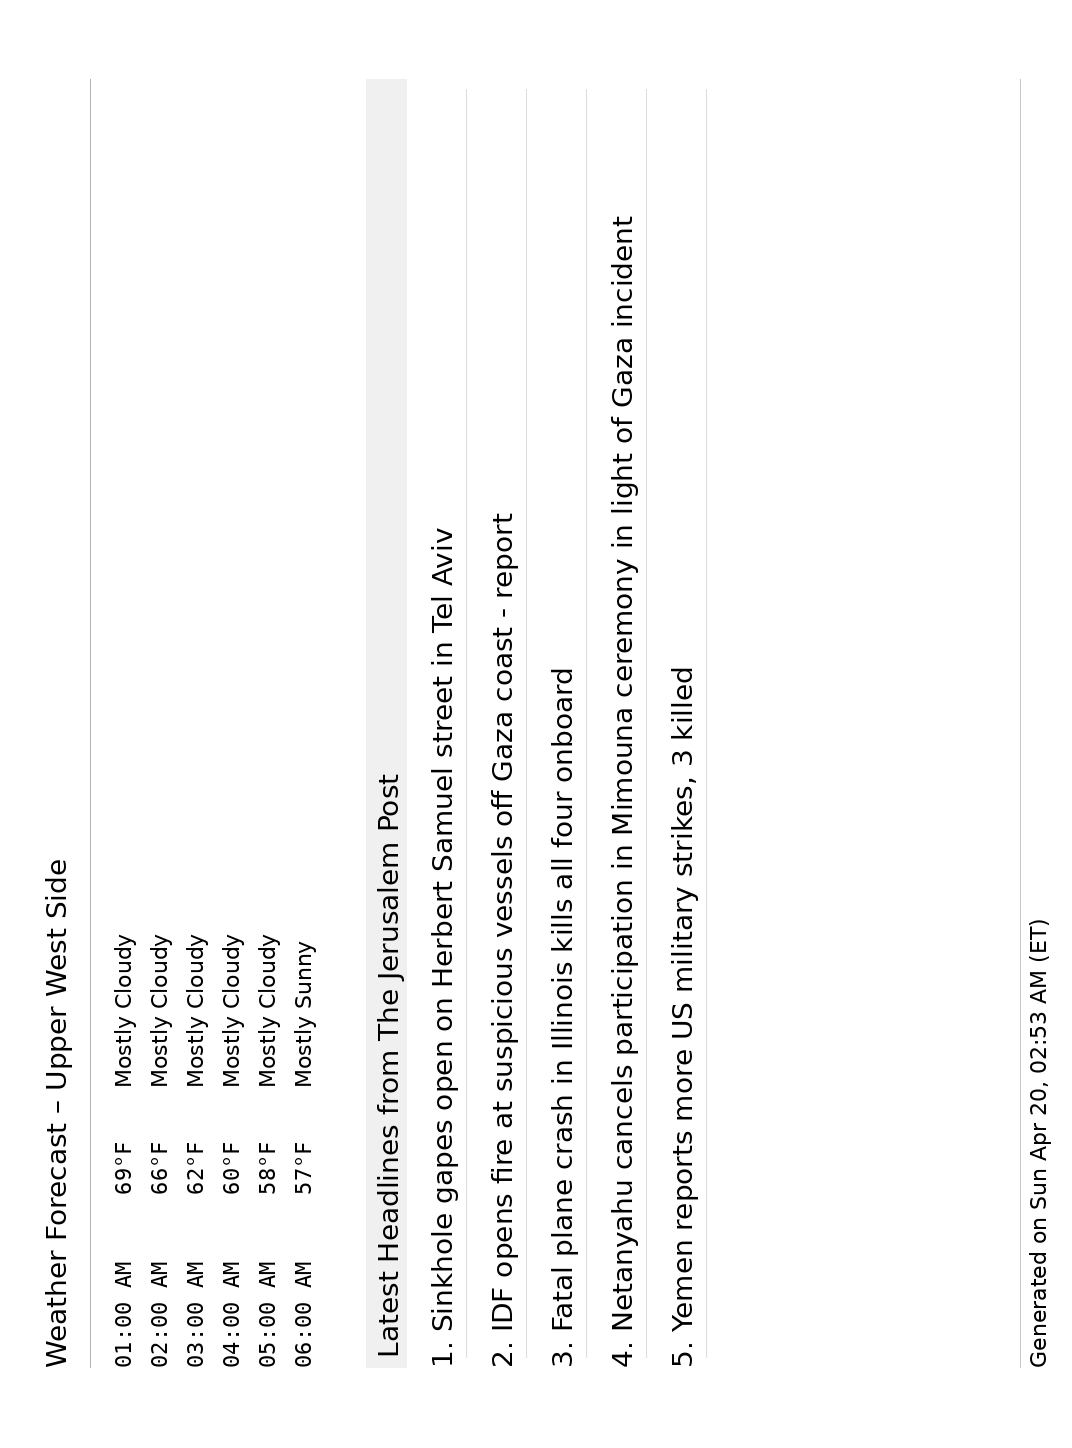 Weather Forecast – Upper West Side
01:00 AM 69°F Mostly Cloudy
02:00 AM 66°F Mostly Cloudy
03:00 AM 62°F Mostly Cloudy
04:00 AM 60°F Mostly Cloudy
05:00 AM 58°F Mostly Cloudy
06:00 AM 57°F Mostly Sunny
Latest Headlines from The Jerusalem Post
1. Sinkhole gapes open on Herbert Samuel street in Tel Aviv
2. IDF opens fire at suspicious vessels off Gaza coast - report
3. Fatal plane crash in Illinois kills all four onboard
4. Netanyahu cancels participation in Mimouna ceremony in light of Gaza incident
5. Yemen reports more US military strikes, 3 killed
Generated on Sun Apr 20, 02:53 AM (ET)